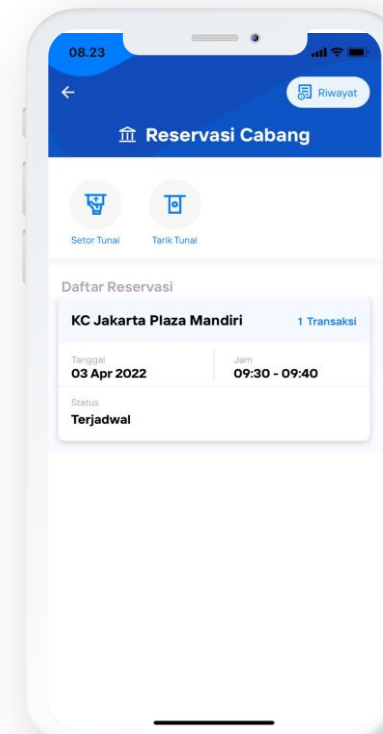 08.23
Riwayat
Reservasi Cabang
Setor Tunai
Tarik Tunai
Daftar Reservasi
KC Jakarta Plaza Mandiri
1 Transaksi
Tanggal
Jam
03 Apr 2022
09:30 - 09:40
Status
Terjadwal